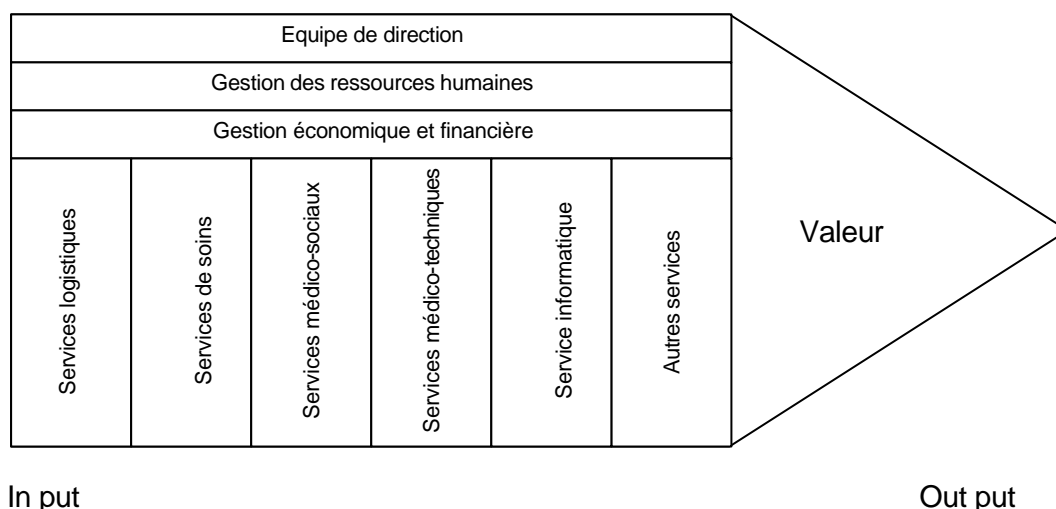 Equipe de direction
Gestion des ressources humaines
Gestion économique et financière
Services logistiques
Services de soins
Services médico-sociaux
Services médico-techniques
Service informatique
Autres services
Valeur
In put
Out put